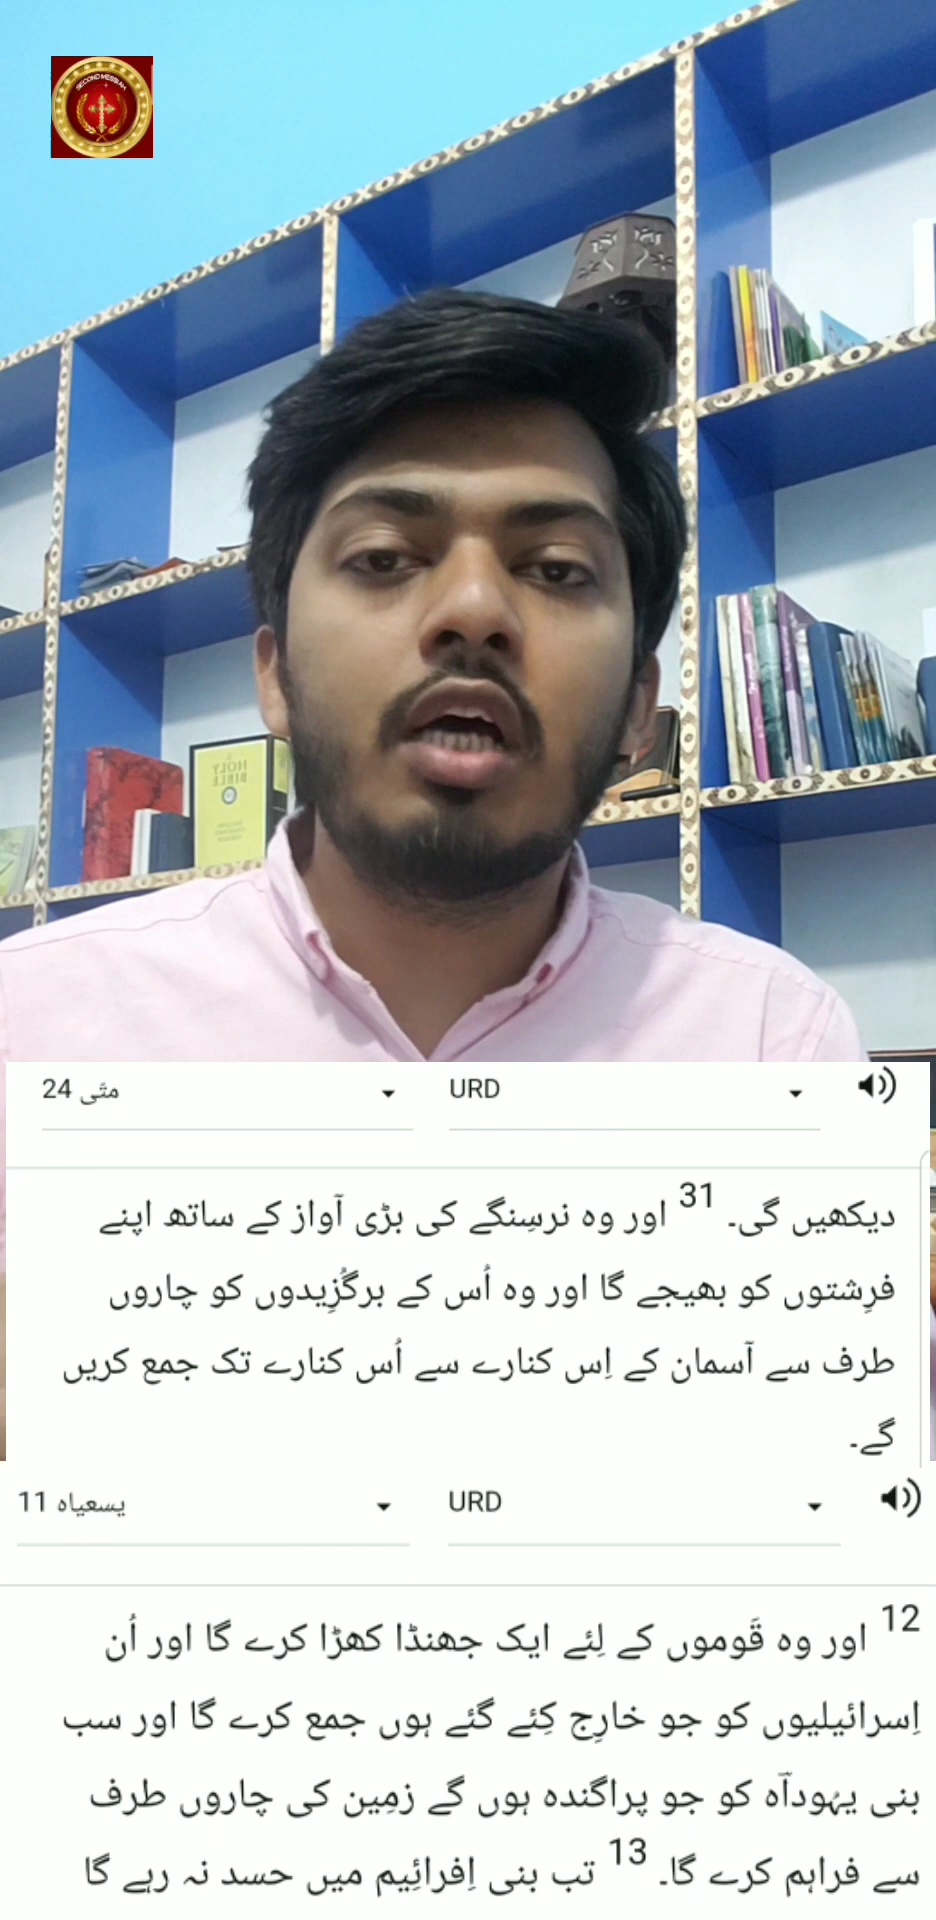 SECOND MESSIAH
HOLY
BIBLE
متی 24
URD
دیکھیں گی۔ 31 اور وہ نرسِنگے کی بڑی آواز کے ساتھ اپنے
فرِشتوں کو بھیجے گا اور وہ اُس کے برگُزِیدوں کو چاروں
طرف سے آسمان کے اِس کنارے سے اُس کنارے تک جمع کریں
گے۔
یسعیاہ 11
URD
12 اور وہ قَوموں کے لِئے ایک جھنڈا کھڑا کرے گا اور اُن
اِسرائیلیوں کو جو خارِج کِئے گئے ہوں جمع کرے گا اور سب
بنی یہُوداؔہ کو جو پراگندہ ہوں گے زمِین کی چاروں طرف
سے فراہم کرے گا۔ 13 تب بنی اِفرائِیم میں حسد نہ رہے گا